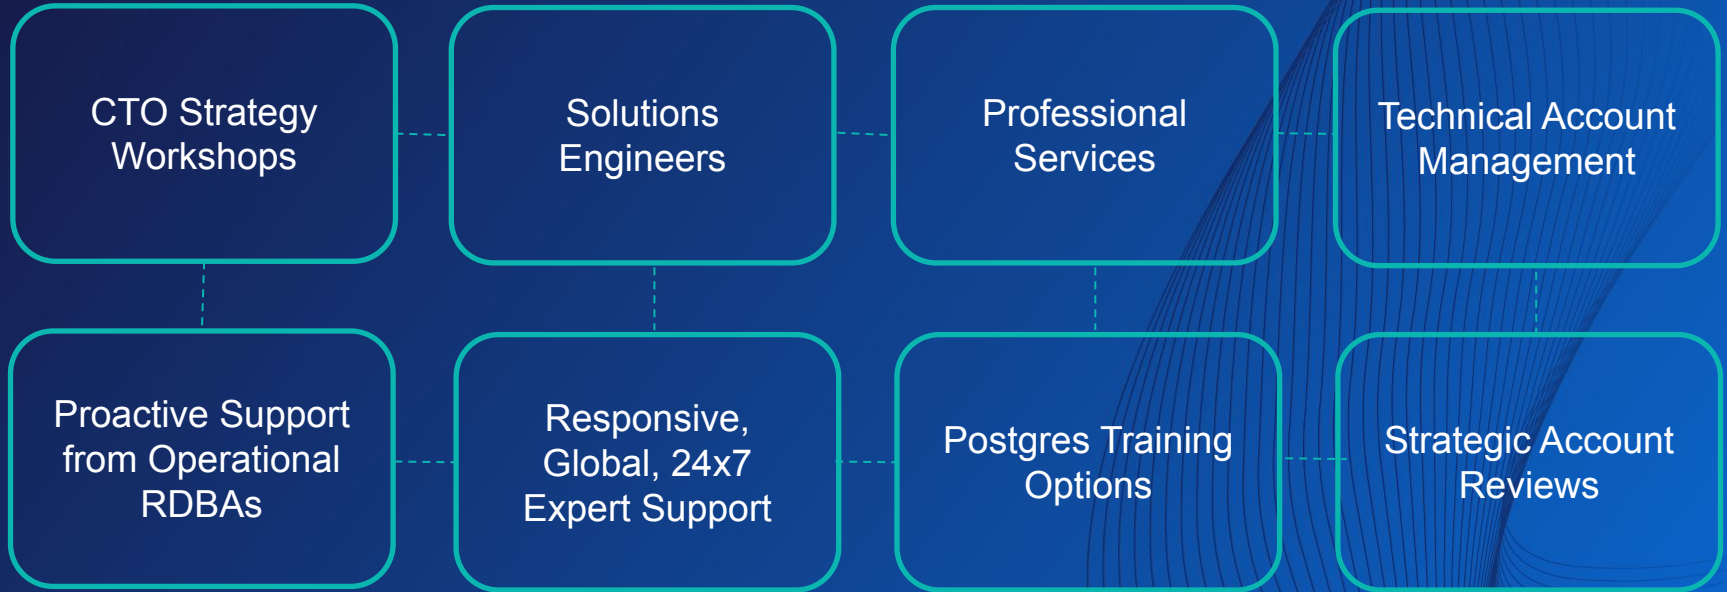 CTO Strategy
Workshops
Solutions
Engineers
Professional
Services
Technical Account
Management
Proactive Support
from Operational
RDBAs
Responsive,
Global, 24x7
Expert Support
Postgres Training
Options
Strategic Account
Reviews